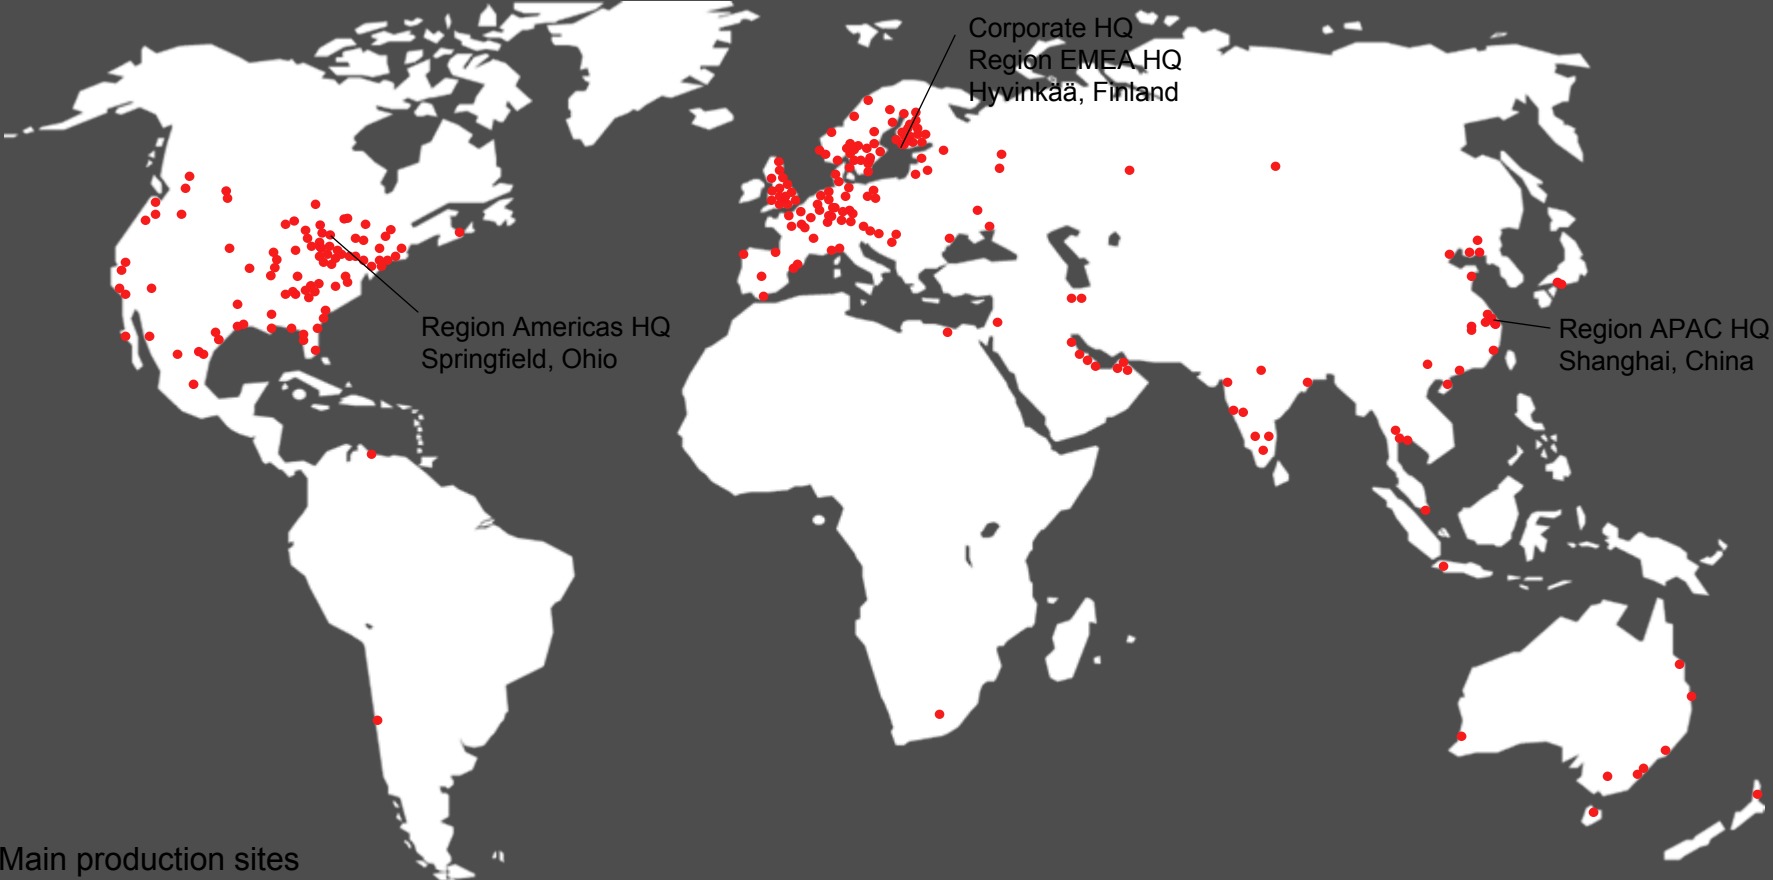 Corporate HQ
Region EMEA HQ
Hyvinkää, Finland
Region Americas HQ
Springfield, Ohio
Region APAC HQ
Shanghai, China
Main production sites